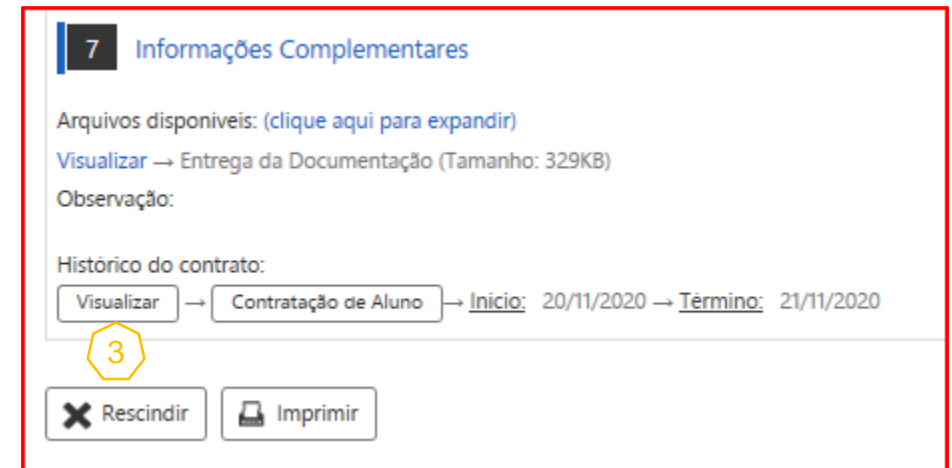 7 Informações Complementares
Arquivos disponiveis: (clique aqui para expandir)
Visualizar → Entrega da Documentação (Tamanho: 329KB)
Observação:
Histórico do contrato:
Visualizar → Contratação de Aluno → Inicio: 20/11/2020 → Término: 21/11/2020
3
Rescindir Imprimir